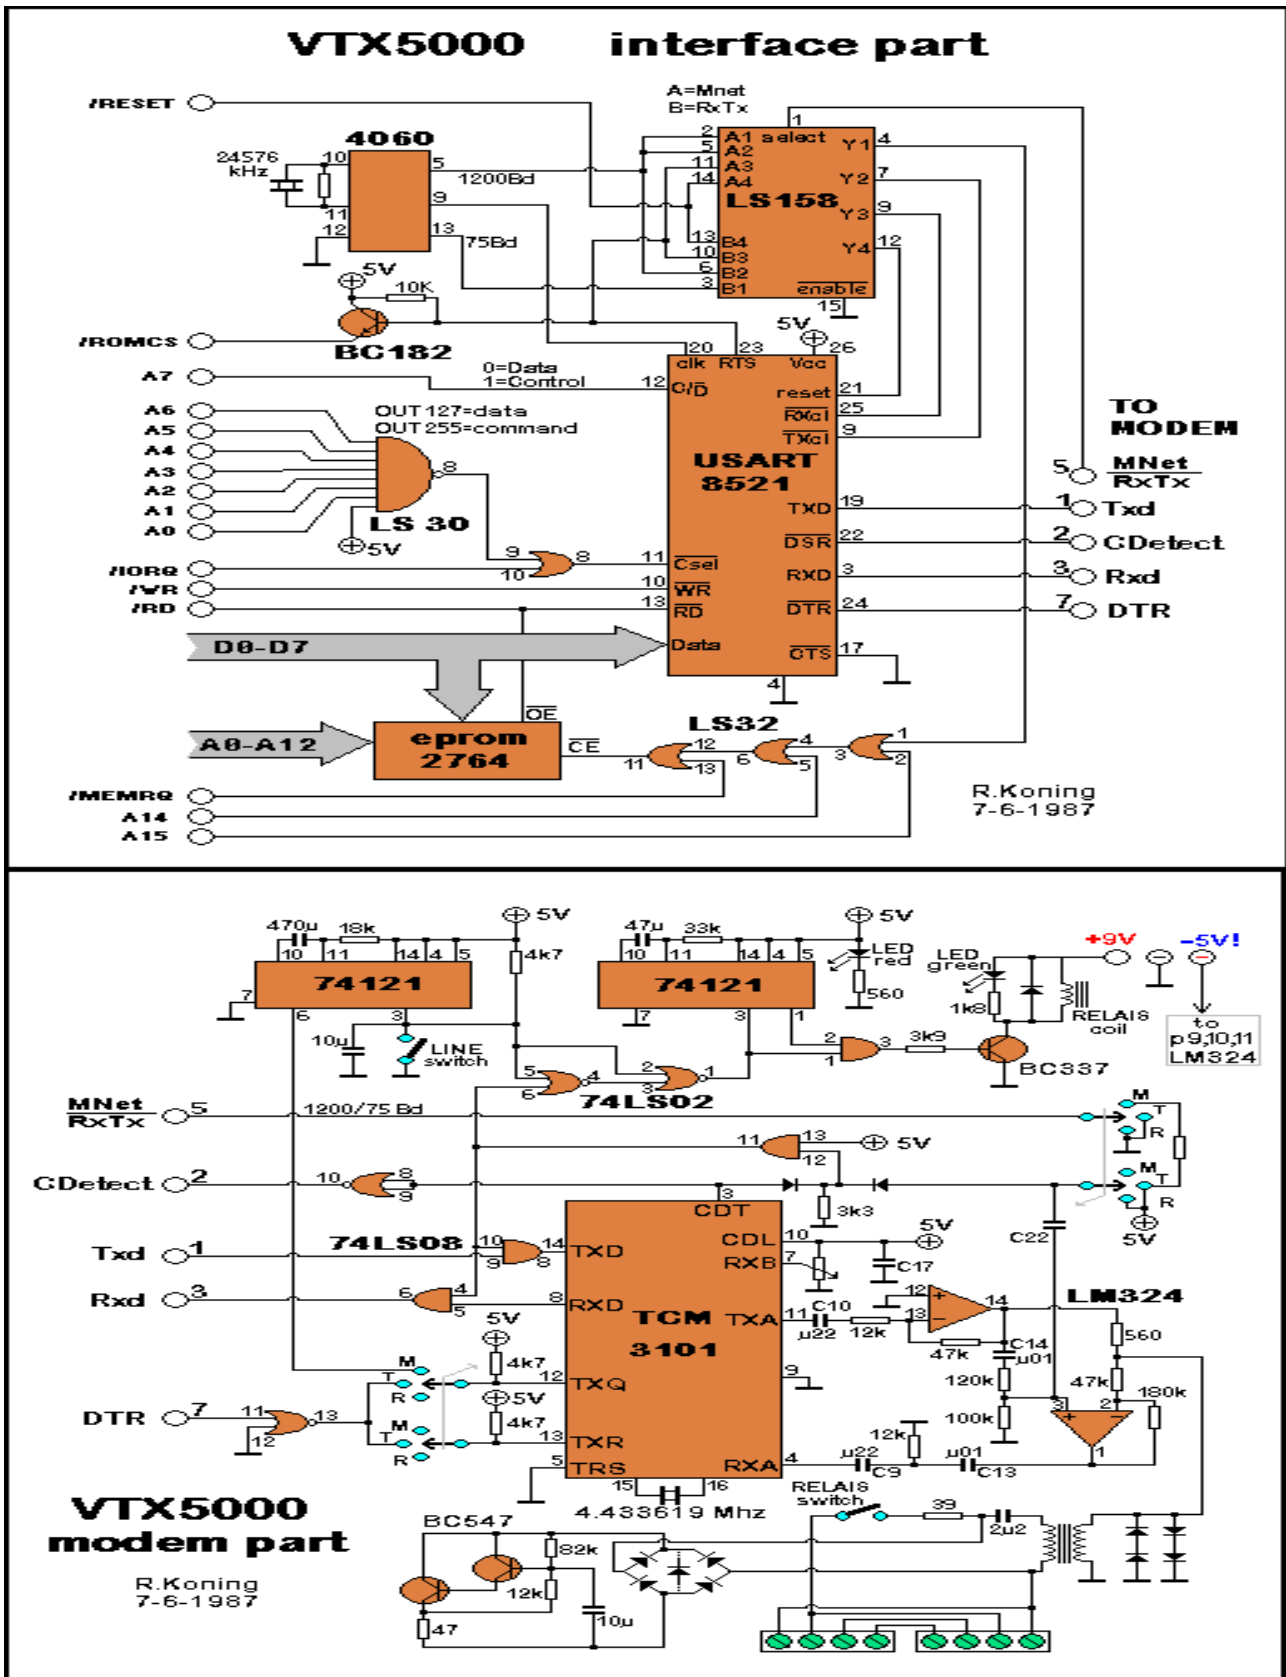 VTX5000 interface part
/RESET
A=Mnet
B=RxTx
4060
24576
kHz
10
11
12
5
1200Bd
9
13
75Bd
1
2 A1 select
5 A2
11 A3
14 A4
LS158
13 B4
10 B3
6 B2
3 B1
Y1 4
Y2 7
Y3 9
Y4 12
enable
15
5V
10K
BC182
/ROMCS
A7
0=Data
1=Control
OUT127=data
OUT255=command
A6
A5
A4
A3
A2
A1
A0
8
LS 30
5V
9
10
8
/IORQ
/WR
/RD
20 23
5V
26
clk RTS Vcc
12 C/D
reset 21
RXcl 25
TXcl 9
USART
8521
TXD 19
DSR 22
RXD 3
DTR 24
CTS 17
11 Csel
10 WR
13 RD
Data
4
TO
MODEM
5 MNet
RxTx
1 Txd
2 CDetect
3 Rxd
7 DTR
D0-D7
A0-A12
OE
eprom
2764
CE
LS32
11 12
13
6 4
5
3 1
2
/MEMRQ
A14
A15
R.Koning
7-6-1987
470µ 18k
10 11 14 4 5
74121
7
6 3
5V
4k7
10µ
LINE
switch
47µ 33k
10 11 14 4 5
74121
7 3 1
5V
LED
red
560
LED
green
1k8
+9V
-5V!
RELAIS
coil
to
p9,10,11
LM324
2
1
3
3k9
BC337
5
6
4
2
3
1
74LS02
MNet
RxTx
5
1200/75 Bd
M
T
R
M
T
R
5V
11 13
12
5V
CDetect 2
10 8
9
3
CDT
3k3
C22
Txd 1
74LS08
10
9
8
14 TXD
Rxd 3
6 4
5
8 RXD
TCM
3101
CDL 10
RXB 7
5V
C17
TXA 11
C10
µ22
12k
12
13
14
LM324
47k
C14
µ01
560
120k
47k
180k
100k
3
2
1
9
5V
4k7
12 TXQ
5V
4k7
13 TXR
5 TRS
M
T
R
M
T
R
DTR 7
11
12
13
RXA 4
µ22
C9
12k
µ01
C13
15 16
4.433619 Mhz
RELAIS
switch
39
2µ2
VTX5000
modem part
R.Koning
7-6-1987
BC547
82k
12k
47
10µ